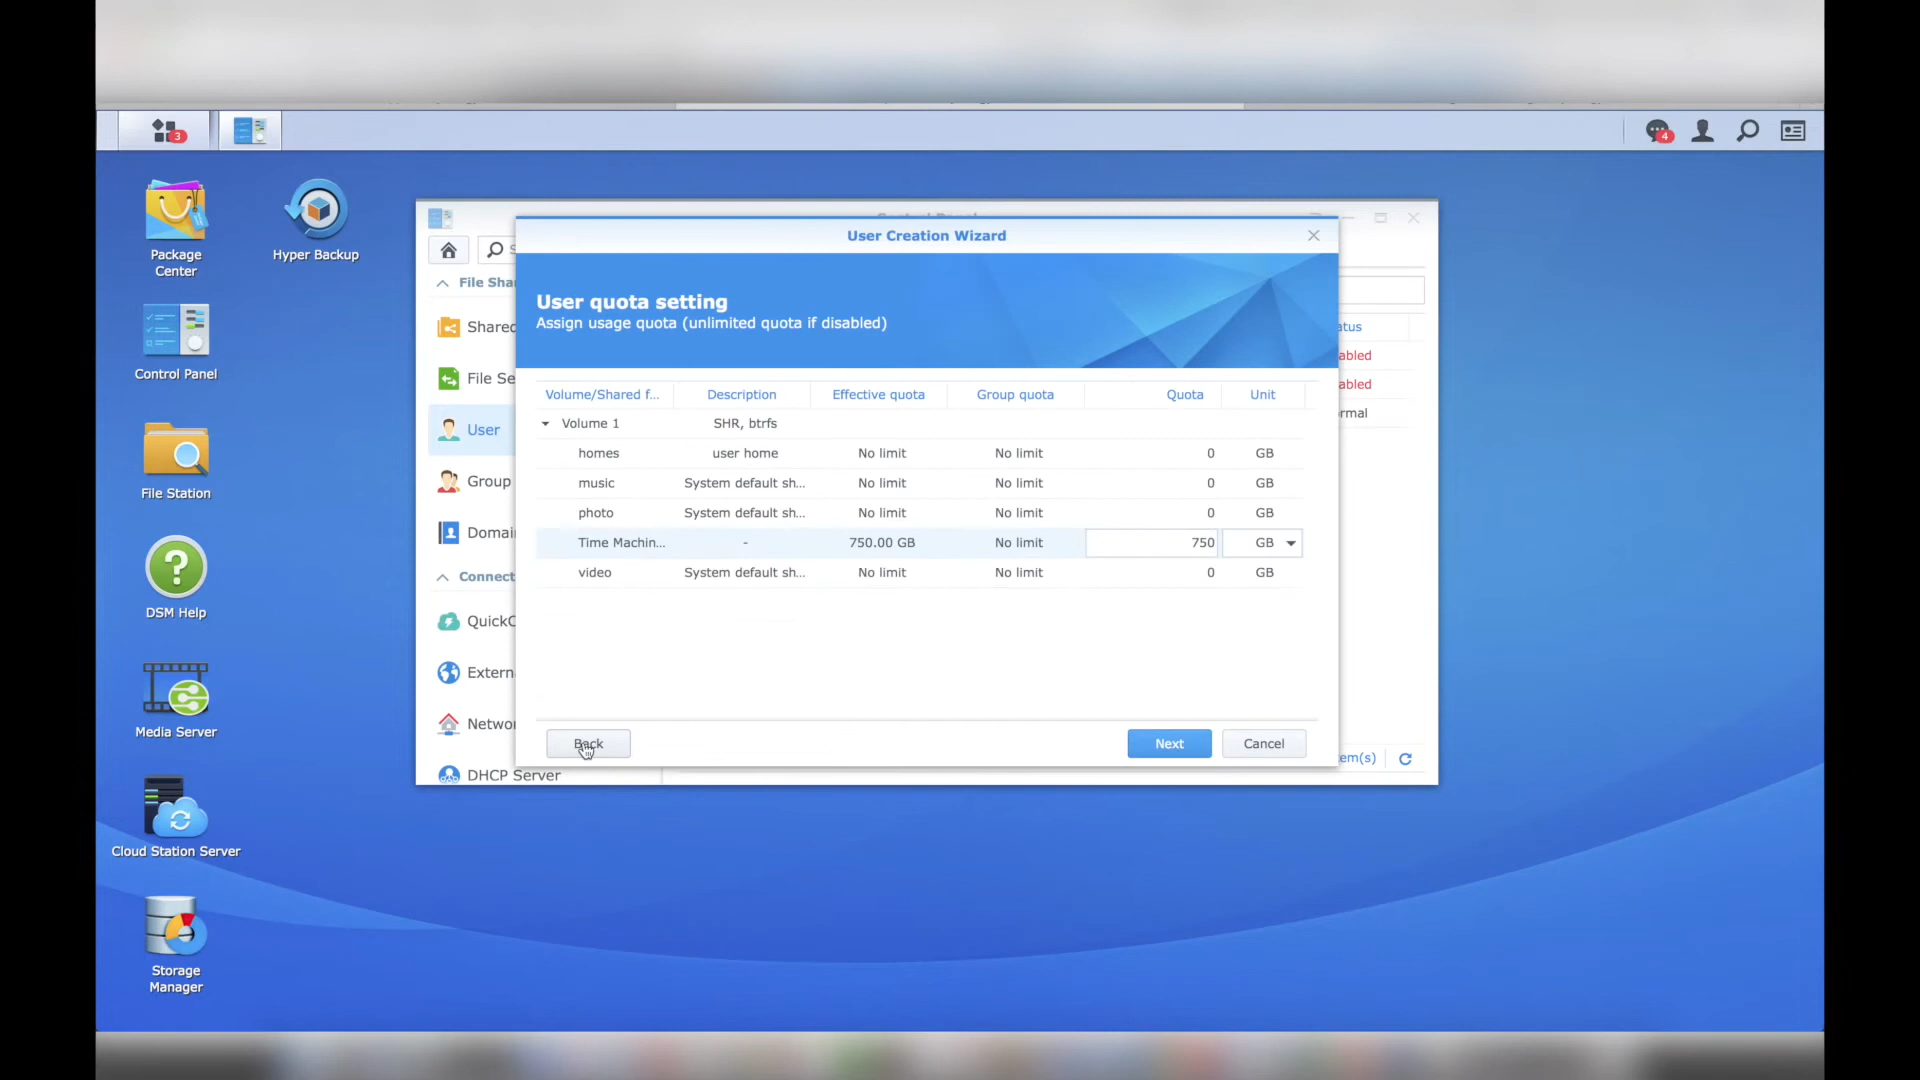 3
4
Package
Center
Hyper Backup
Control Panel
File Station
DSM Help
Media Server
Cloud Station Server
Storage
Manager
File Sha
Shared
File Se
User
Group
Domai
Connect
QuickC
Extern
Networ
DHCP Server
atus
abled
abled
rmal
em(s)
User Creation Wizard
User quota setting
Assign usage quota (unlimited quota if disabled)
Volume/Shared f... Description Effective quota Group quota Quota Unit
Volume 1 SHR, btrfs
homes user home No limit No limit 0 GB
music System default sh... No limit No limit 0 GB
photo System default sh... No limit No limit 0 GB
Time Machin... - 750.00 GB No limit 750 GB
video System default sh... No limit No limit 0 GB
Back Next Cancel